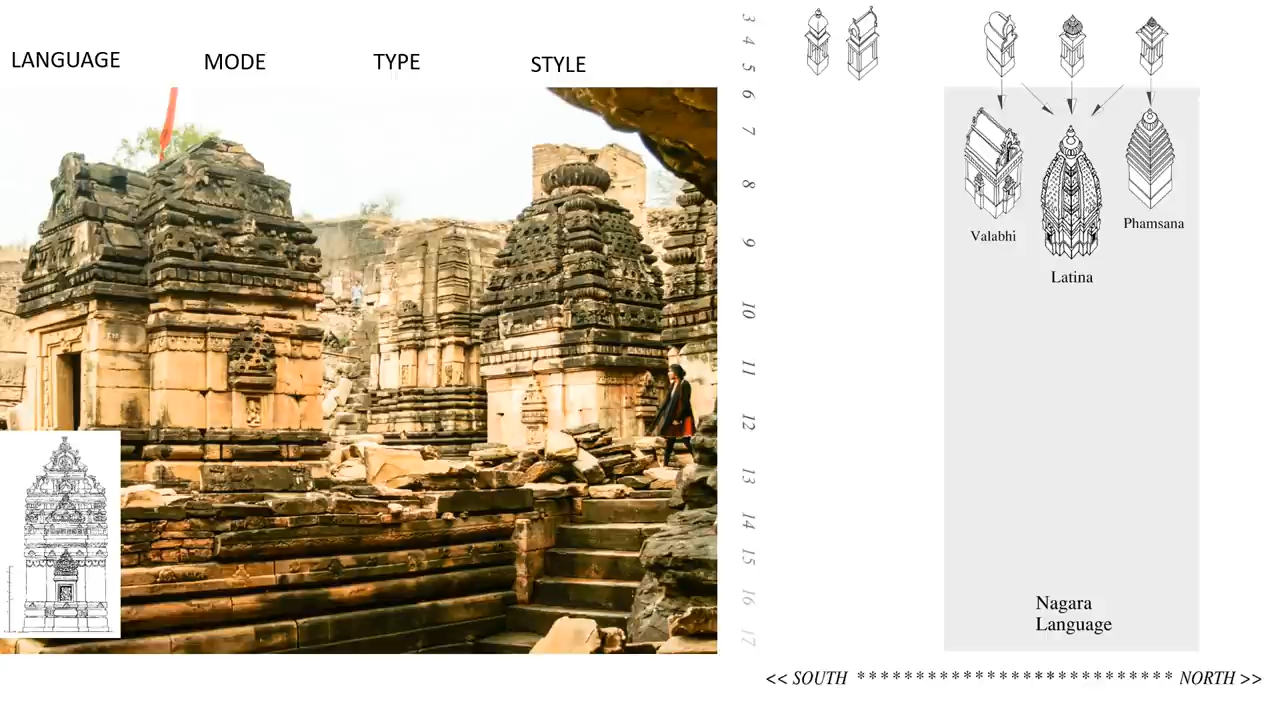 LANGUAGE MODE TYPE STYLE
3
4
5
6
7
8
9
10
11
12
13
14
15
16
17
Valabhi
Latina
Phamsana
Nagara
Language
<< SOUTH *************************** NORTH >>